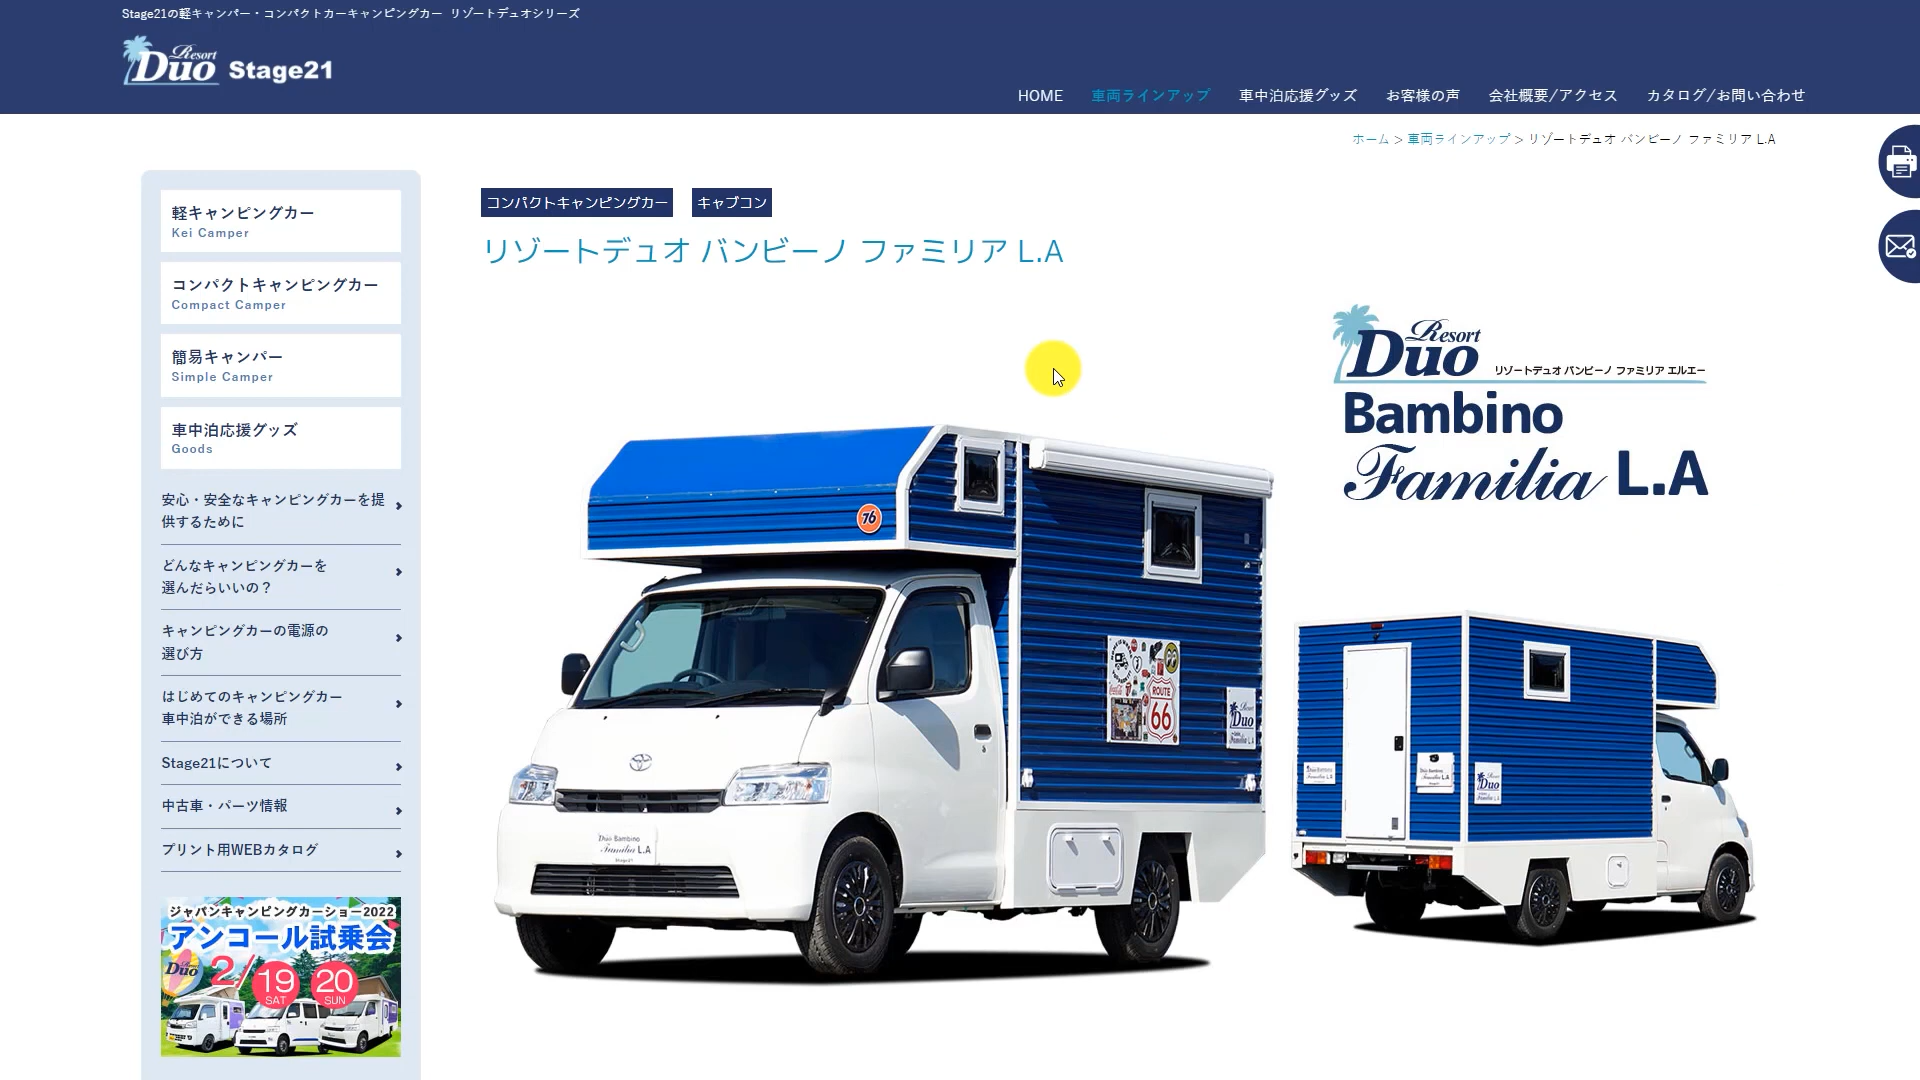 Stage21の軽キャンパー・コンパクトカーキャンピングカー リゾートデュオシリーズ
Resort
Duo Stage21
HOME 車両ラインアップ 車中泊応援グッズ お客様の声 会社概要/アクセス カタログ/お問い合わせ
ホーム > 車両ラインアップ > リゾートデュオ バンビーノ ファミリア L.A
軽キャンピングカー
Kei Camper
コンパクトキャンピングカー
Compact Camper
簡易キャンパー
Simple Camper
車中泊応援グッズ
Goods
安心・安全なキャンピングカーを提
供するために
どんなキャンピングカーを
選んだらいいの？
キャンピングカーの電源の
選び方
はじめてのキャンピングカー
車中泊ができる場所
Stage21について
中古車・パーツ情報
プリント用WEBカタログ
ジャパンキャンピングカーショー2022
アンコール試乗会
Duo
2/19 20
SAT SUN
コンパクトキャンピングカー キャブコン
リゾートデュオ バンビーノ ファミリア L.A
Resort
Duo リゾートデュオ バンビーノ ファミリア エルエー
Bambino
Familia L.A
76
ROUTE
66
Duo
Duo Bambino
Familia L.A
Stage21
Duo